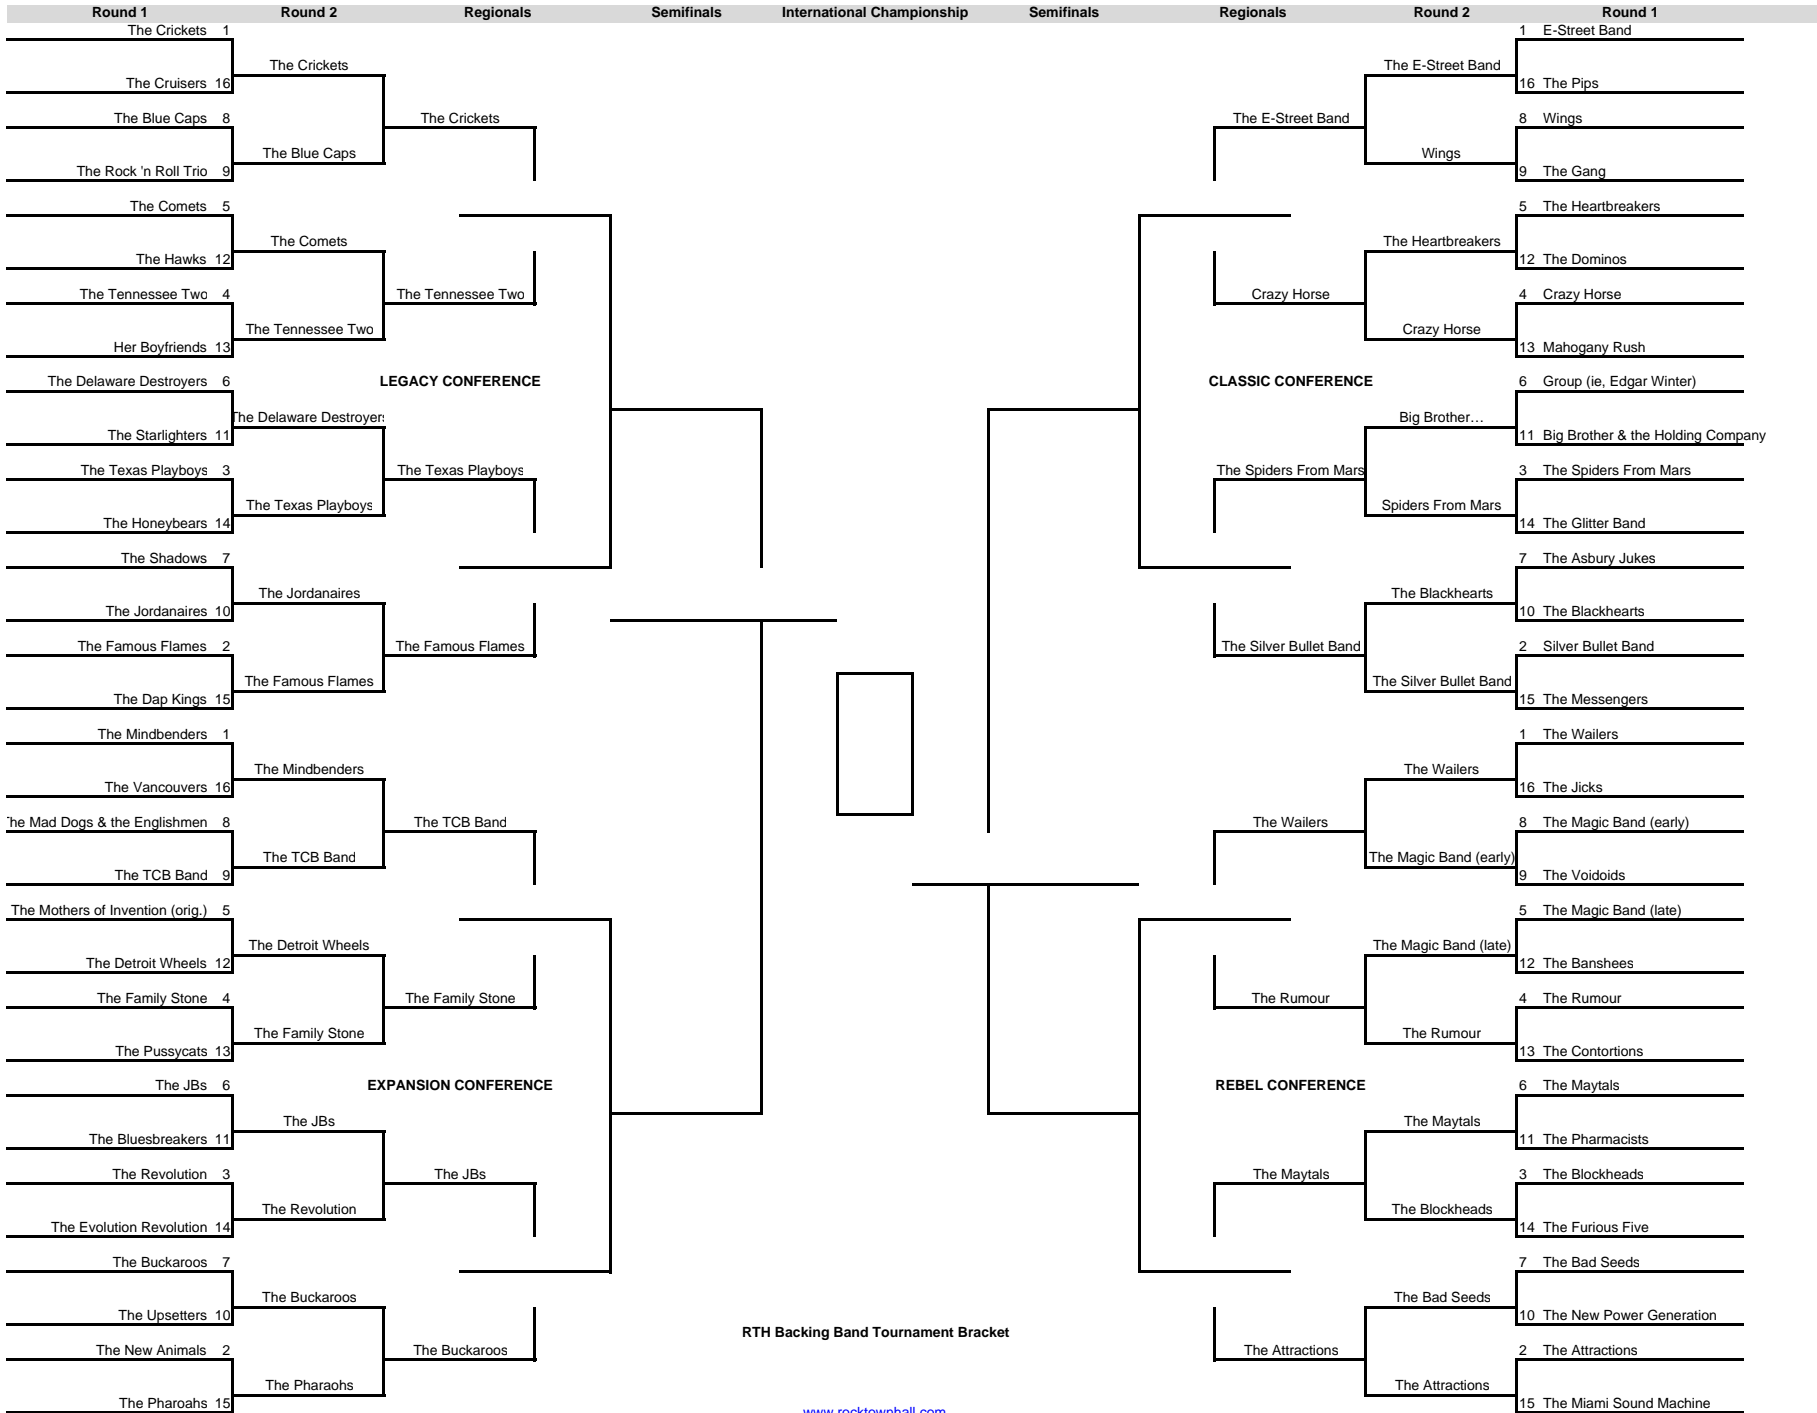 Round 1 Round 2 Regionals Semifinals International Championship Semifinals Regionals Round 2 Round 1
The Crickets 1 1 E-Street Band
The Crickets The E-Street Band
The Cruisers 16 16 The Pips
The Blue Caps 8 The Crickets The E-Street Band 8 Wings
The Blue Caps Wings
The Rock 'n Roll Trio 9 9 The Gang
The Comets 5 5 The Heartbreakers
The Comets The Heartbreakers
The Hawks 12 12 The Dominos
The Tennessee Two 4 The Tennessee Two Crazy Horse 4 Crazy Horse
The Tennessee Two Crazy Horse
Her Boyfriends 13 13 Mahogany Rush
The Delaware Destroyers 6 LEGACY CONFERENCE CLASSIC CONFERENCE 6 Group (ie, Edgar Winter)
The Delaware Destroyers Big Brother…
The Starlighters 11 11 Big Brother & the Holding Company
The Texas Playboys 3 The Texas Playboys The Spiders From Mars 3 The Spiders From Mars
The Texas Playboys Spiders From Mars
The Honeybears 14 14 The Glitter Band
The Shadows 7 7 The Asbury Jukes
The Jordanaires The Blackhearts
The Jordanaires 10 10 The Blackhearts
The Famous Flames 2 The Famous Flames The Silver Bullet Band 2 Silver Bullet Band
The Famous Flames The Silver Bullet Band
The Dap Kings 15 15 The Messengers
The Mindbenders 1 1 The Wailers
The Mindbenders The Wailers
The Vancouvers 16 16 The Jicks
The Mad Dogs & the Englishmen 8 The TCB Band The Wailers 8 The Magic Band (early)
The TCB Band The Magic Band (early)
The TCB Band 9 9 The Voidoids
The Mothers of Invention (orig.) 5 5 The Magic Band (late)
The Detroit Wheels The Magic Band (late)
The Detroit Wheels 12 12 The Banshees
The Family Stone 4 The Family Stone The Rumour 4 The Rumour
The Family Stone The Rumour
The Pussycats 13 13 The Contortions
The JBs 6 EXPANSION CONFERENCE REBEL CONFERENCE 6 The Maytals
The JBs The Maytals
The Bluesbreakers 11 11 The Pharmacists
The Revolution 3 The JBs The Maytals 3 The Blockheads
The Revolution The Blockheads
The Evolution Revolution 14 14 The Furious Five
The Buckaroos 7 7 The Bad Seeds
The Buckaroos The Bad Seeds
The Upsetters 10 10 The New Power Generation
RTH Backing Band Tournament Bracket
The New Animals 2 The Buckaroos The Attractions 2 The Attractions
The Pharaohs The Attractions
The Pharoahs 15 15 The Miami Sound Machine
www.rocktownhall.com